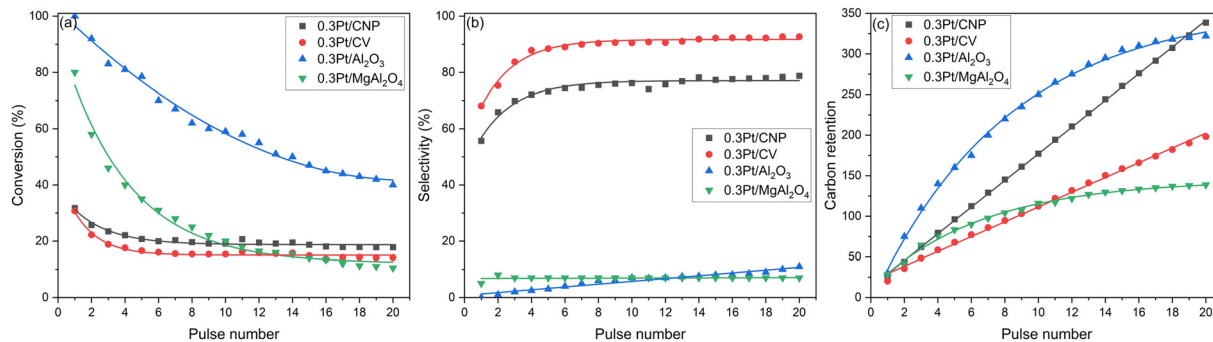 (a)
0.3Pt/CNP
0.3Pt/CV
0.3Pt/Al₂O₃
0.3Pt/MgAl₂O₄
Conversion (%)
100
80
60
40
20
0
2 4 6 8 10 12 14 16 18 20
Pulse number
(b)
0.3Pt/CNP
0.3Pt/CV
0.3Pt/Al₂O₃
0.3Pt/MgAl₂O₄
Selectivity (%)
100
80
60
40
20
0
0 2 4 6 8 10 12 14 16 18 20
Pulse number
(c)
0.3Pt/CNP
0.3Pt/CV
0.3Pt/Al₂O₃
0.3Pt/MgAl₂O₄
Carbon retention
350
300
250
200
150
100
50
0
2 4 6 8 10 12 14 16 18 20
Pulse number